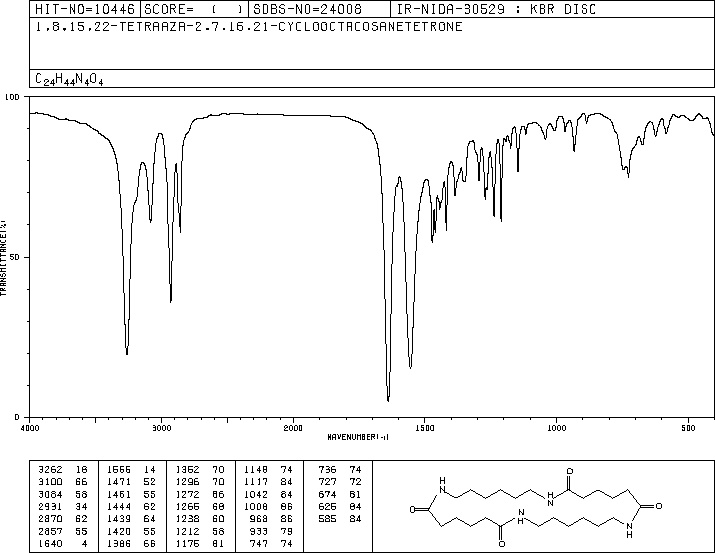 HIT-NO=10446 SCORE= ( ) SDBS-NO=24008 IR-NIDA-30529 : KBR DISC
1,8,15,22-TETRAAZA-2,7,16,21-CYCLOOCTACOSANETETRONE
C24H44N4O4
100
50
0
TRANSMITTANCE(%)
4000 3000 2000 1500 1000 500
WAVENUMBER(-1)
3262 18 1556 14 1352 70 1148 74 736 74
3100 66 1471 52 1296 70 1117 84 727 72
3084 58 1461 55 1272 86 1042 84 674 81
2931 34 1444 62 1266 68 1008 86 625 84
2870 62 1439 64 1238 60 968 86 585 84
2857 55 1420 55 1212 58 933 79
1640 4 1386 66 1175 81 747 74
O
H
N
N
H
O
O
N
H
N
H
O